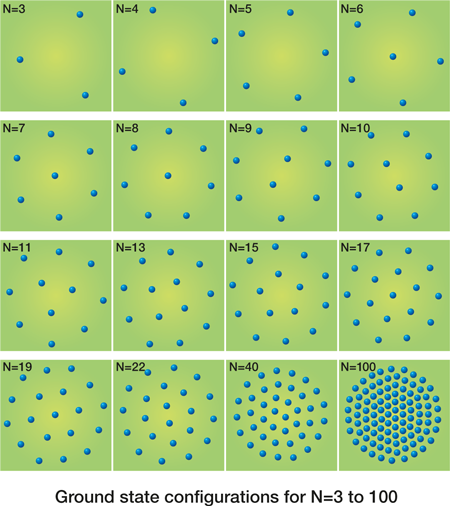 N=3
N=4
N=5
N=6
N=7
N=8
N=9
N=10
N=11
N=13
N=15
N=17
N=19
N=22
N=40
N=100
Ground state configurations for N=3 to 100